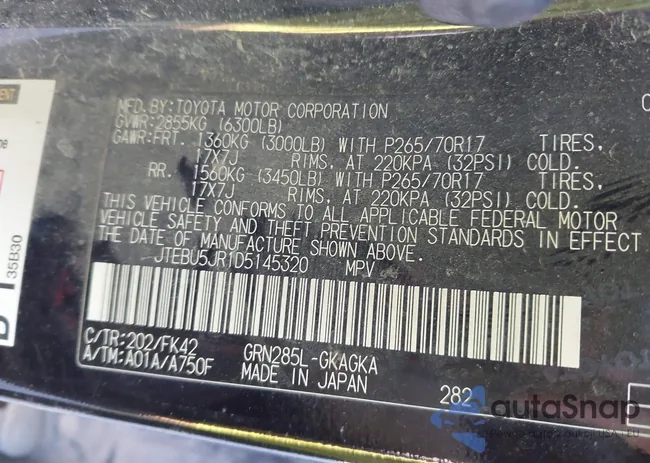 MFD.BY:TOYOTA MOTOR CORPORATION
GVWR:2855KG (6300LB)
GAWR:FRT. 1360KG (3000LB) WITH P265/70R17 TIRES,
17X7J RIMS, AT 220KPA (32PSI) COLD.
RR. 1560KG (3450LB) WITH P265/70R17 TIRES,
17X7J RIMS, AT 220KPA (32PSI) COLD.
THIS VEHICLE CONFORMS TO ALL APPLICABLE FEDERAL MOTOR
VEHICLE SAFETY AND THEFT PREVENTION STANDARDS IN EFFECT
THE DATE OF MANUFACTURE SHOWN ABOVE.
JTEBU5JR1D5145320 MPV
C/TR:202/FK42 GRN285L-GKAGKA
A/TM:A01A/A750F MADE IN JAPAN
282
35B30
autaSnap